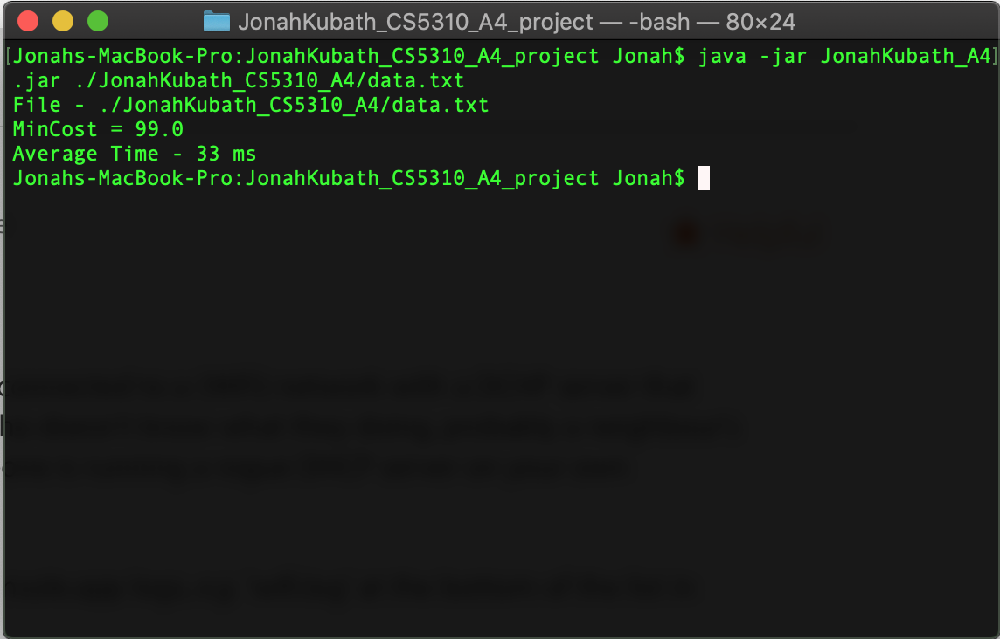 JonahKubath_CS5310_A4_project — -bash — 80×24
[Jonahs-MacBook-Pro:JonahKubath_CS5310_A4_project Jonah$ java -jar JonahKubath_A4]
.jar ./JonahKubath_CS5310_A4/data.txt
File - ./JonahKubath_CS5310_A4/data.txt
MinCost = 99.0
Average Time - 33 ms
Jonahs-MacBook-Pro:JonahKubath_CS5310_A4_project Jonah$